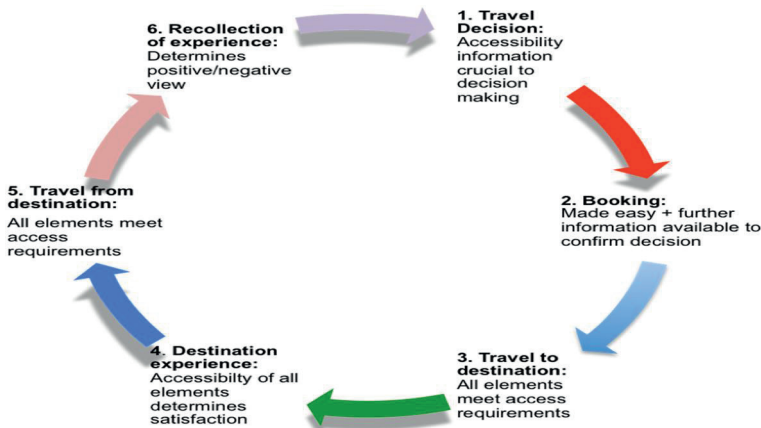 1. Travel
Decision:
Accessibility
information
crucial to
decision
making
2. Booking:
Made easy + further
information available to
confirm decision
3. Travel to
destination:
All elements
meet access
requirements
4. Destination
experience:
Accessibilty of all
elements
determines
satisfaction
5. Travel from
destination:
All elements meet
access
requirements
6. Recollection
of experience:
Determines
positive/negative
view